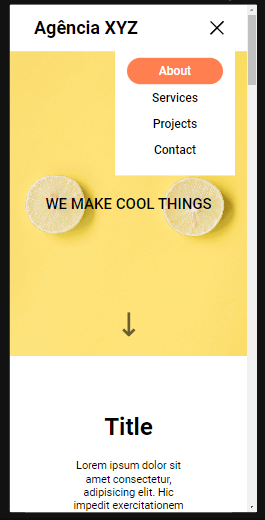 Agência XYZ
About
Services
Projects
Contact
WE MAKE COOL THINGS
Title
Lorem ipsum dolor sit
amet consectetur,
adipisicing elit. Hic
impedit exercitationem